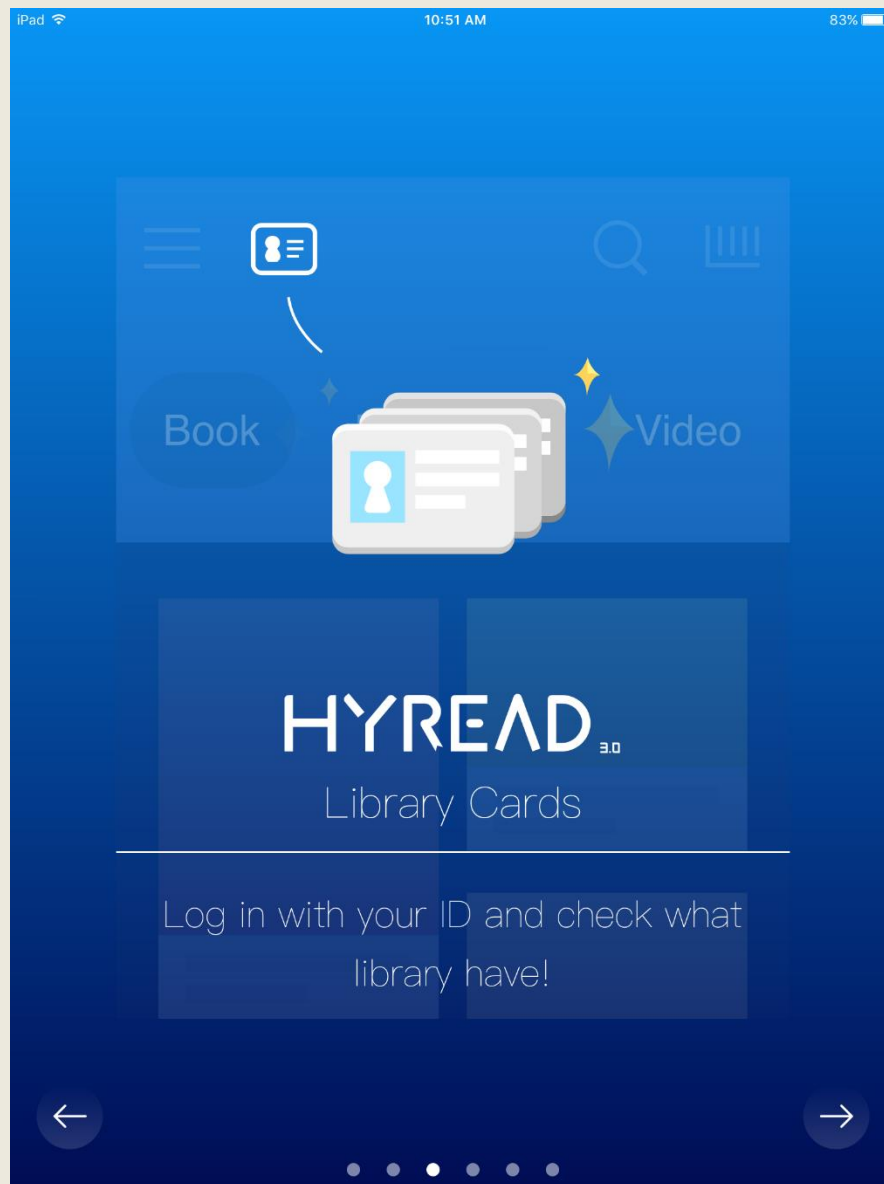 iPad
10:51 AM
83%
Book
Video
HYREAD 3.0
Library Cards
Log in with your ID and check what
library have!